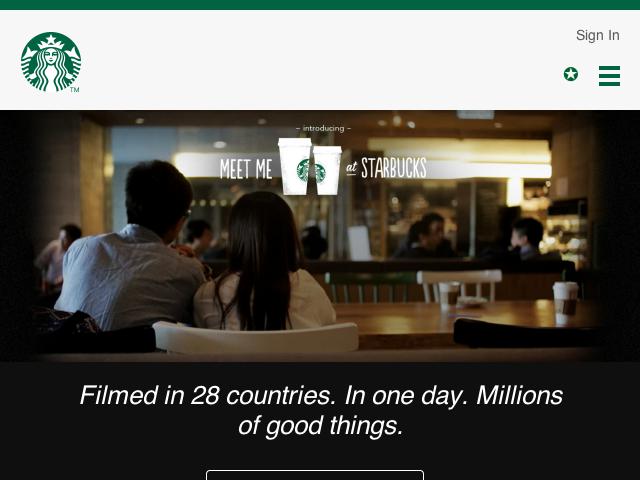 Sign In
TM
– introducing –
MEET ME at STARBUCKS
Filmed in 28 countries. In one day. Millions
of good things.